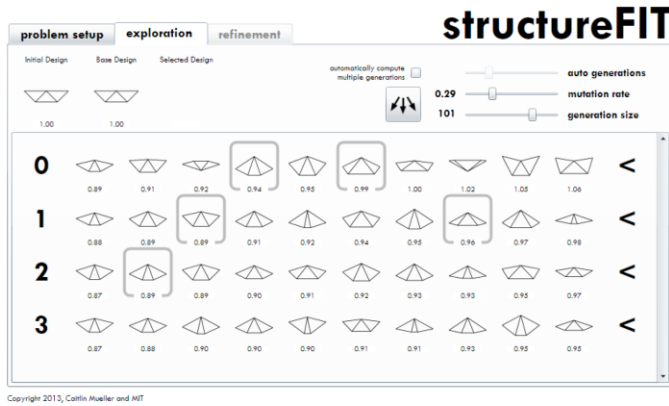 structureFIT
problem setup exploration refinement
Initial Design Base Design Selected Design
automatically compute
multiple generations
auto generations
0.29 mutation rate
101 generation size
1.00 1.00
0 <
0.89 0.91 0.92 0.94 0.95 0.99 1.00 1.02 1.05 1.06
1 <
0.88 0.89 0.89 0.91 0.92 0.94 0.95 0.96 0.97 0.98
2 <
0.87 0.89 0.89 0.90 0.91 0.92 0.93 0.93 0.95 0.97
3 <
0.87 0.88 0.90 0.90 0.90 0.91 0.91 0.93 0.95 0.95
Copyright 2013, Caitlin Mueller and MIT